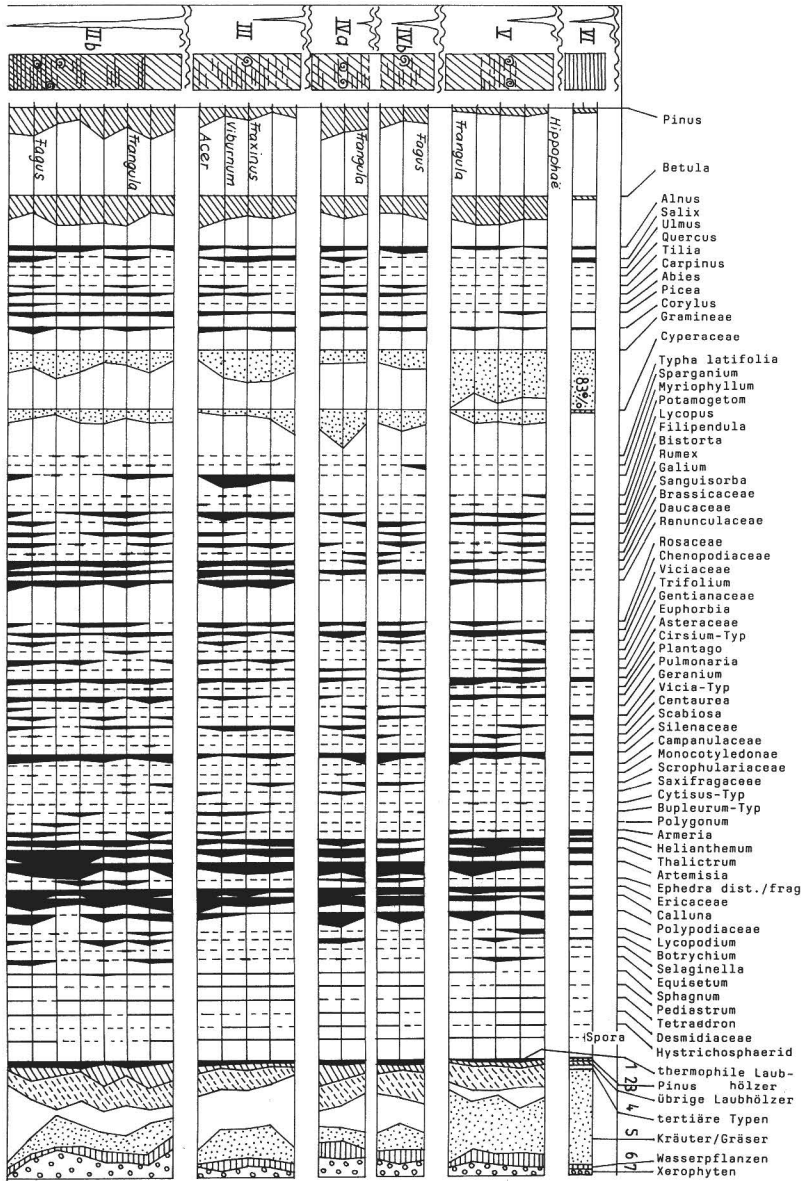 IIb
III
IVa
IVb
V
VI
Fagus
Frangula
Acer
Viburnum
Fraxinus
Frangula
Fagus
Frangula
Hippophaë
83%
Pinus
Betula
Alnus
Salix
Ulmus
Quercus
Tilia
Carpinus
Abies
Picea
Corylus
Gramineae
Cyperaceae
Typha latifolia
Sparganium
Myriophyllum
Potamogetom
Lycopus
Filipendula
Bistorta
Rumex
Galium
Sanguisorba
Brassicaceae
Daucaceae
Ranunculaceae
Rosaceae
Chenopodiaceae
Viciaceae
Trifolium
Gentianaceae
Euphorbia
Asteraceae
Cirsium-Typ
Plantago
Pulmonaria
Geranium
Vicia-Typ
Centaurea
Scabiosa
Silenaceae
Campanulaceae
Monocotyledonae
Scrophulariaceae
Saxifragaceae
Cytisus-Typ
Bupleurum-Typ
Polygonum
Armeria
Helianthemum
Thalictrum
Artemisia
Ephedra dist./frag
Ericaceae
Calluna
Polypodiaceae
Lycopodium
Botrychium
Selaginella
Equisetum
Sphagnum
Pediastrum
Tetraedron
Spora
Desmidiaceae
Hystrichosphaerid
1
thermophile Laub-
23
Pinus hölzer
übrige Laubhölzer
4
tertiäre Typen
5
Kräuter/Gräser
6
Wasserpflanzen
7
Xerophyten